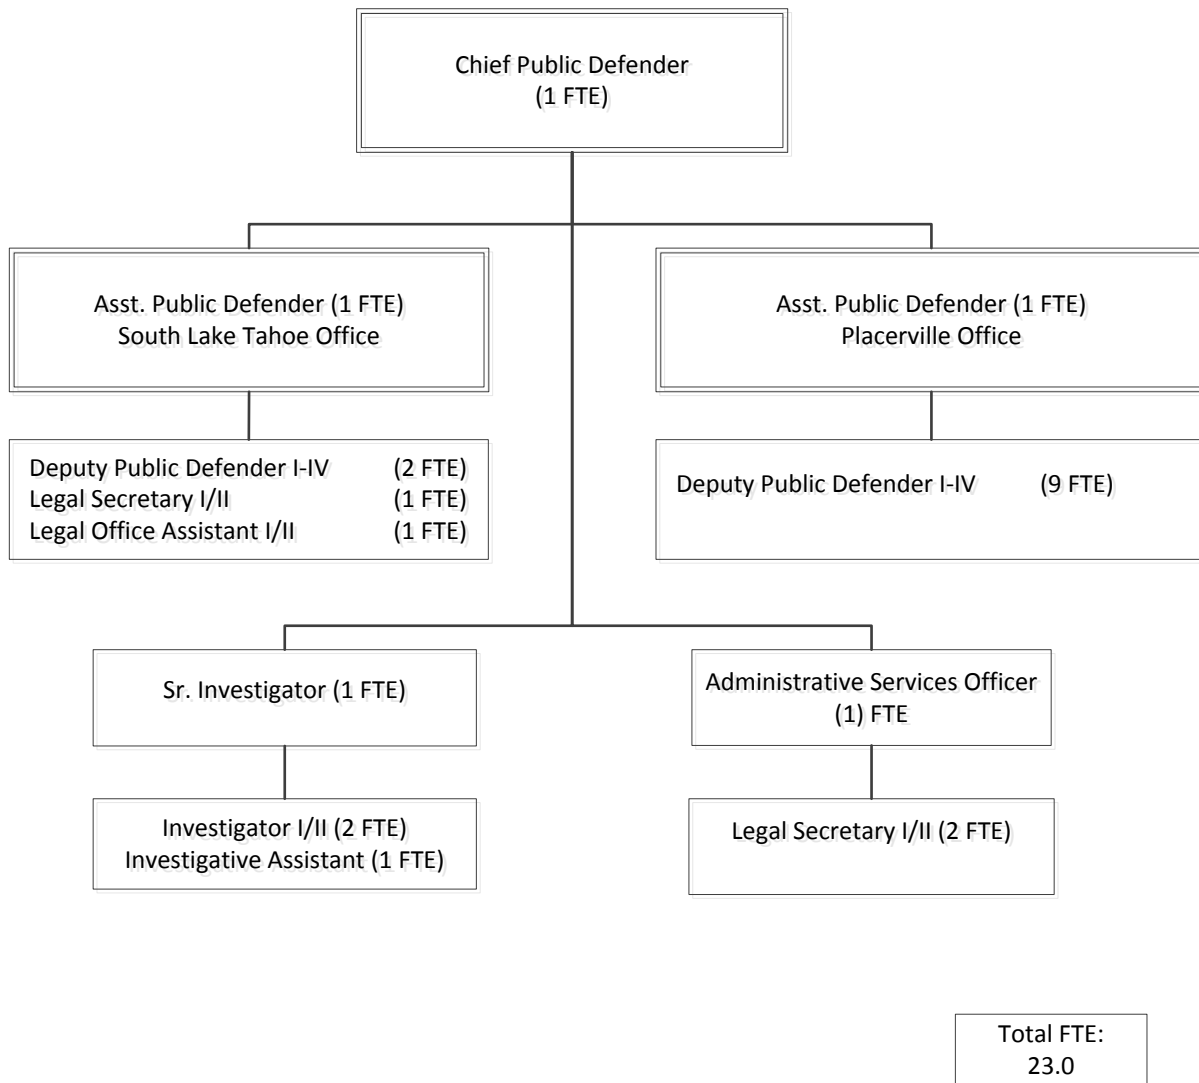 Chief Public Defender
(1 FTE)
Asst. Public Defender (1 FTE)
South Lake Tahoe Office
Asst. Public Defender (1 FTE)
Placerville Office
Deputy Public Defender I-IV (2 FTE)
Legal Secretary I/II (1 FTE)
Legal Office Assistant I/II (1 FTE)
Deputy Public Defender I-IV (9 FTE)
Sr. Investigator (1 FTE)
Administrative Services Officer
(1) FTE
Investigator I/II (2 FTE)
Investigative Assistant (1 FTE)
Legal Secretary I/II (2 FTE)
Total FTE:
23.0